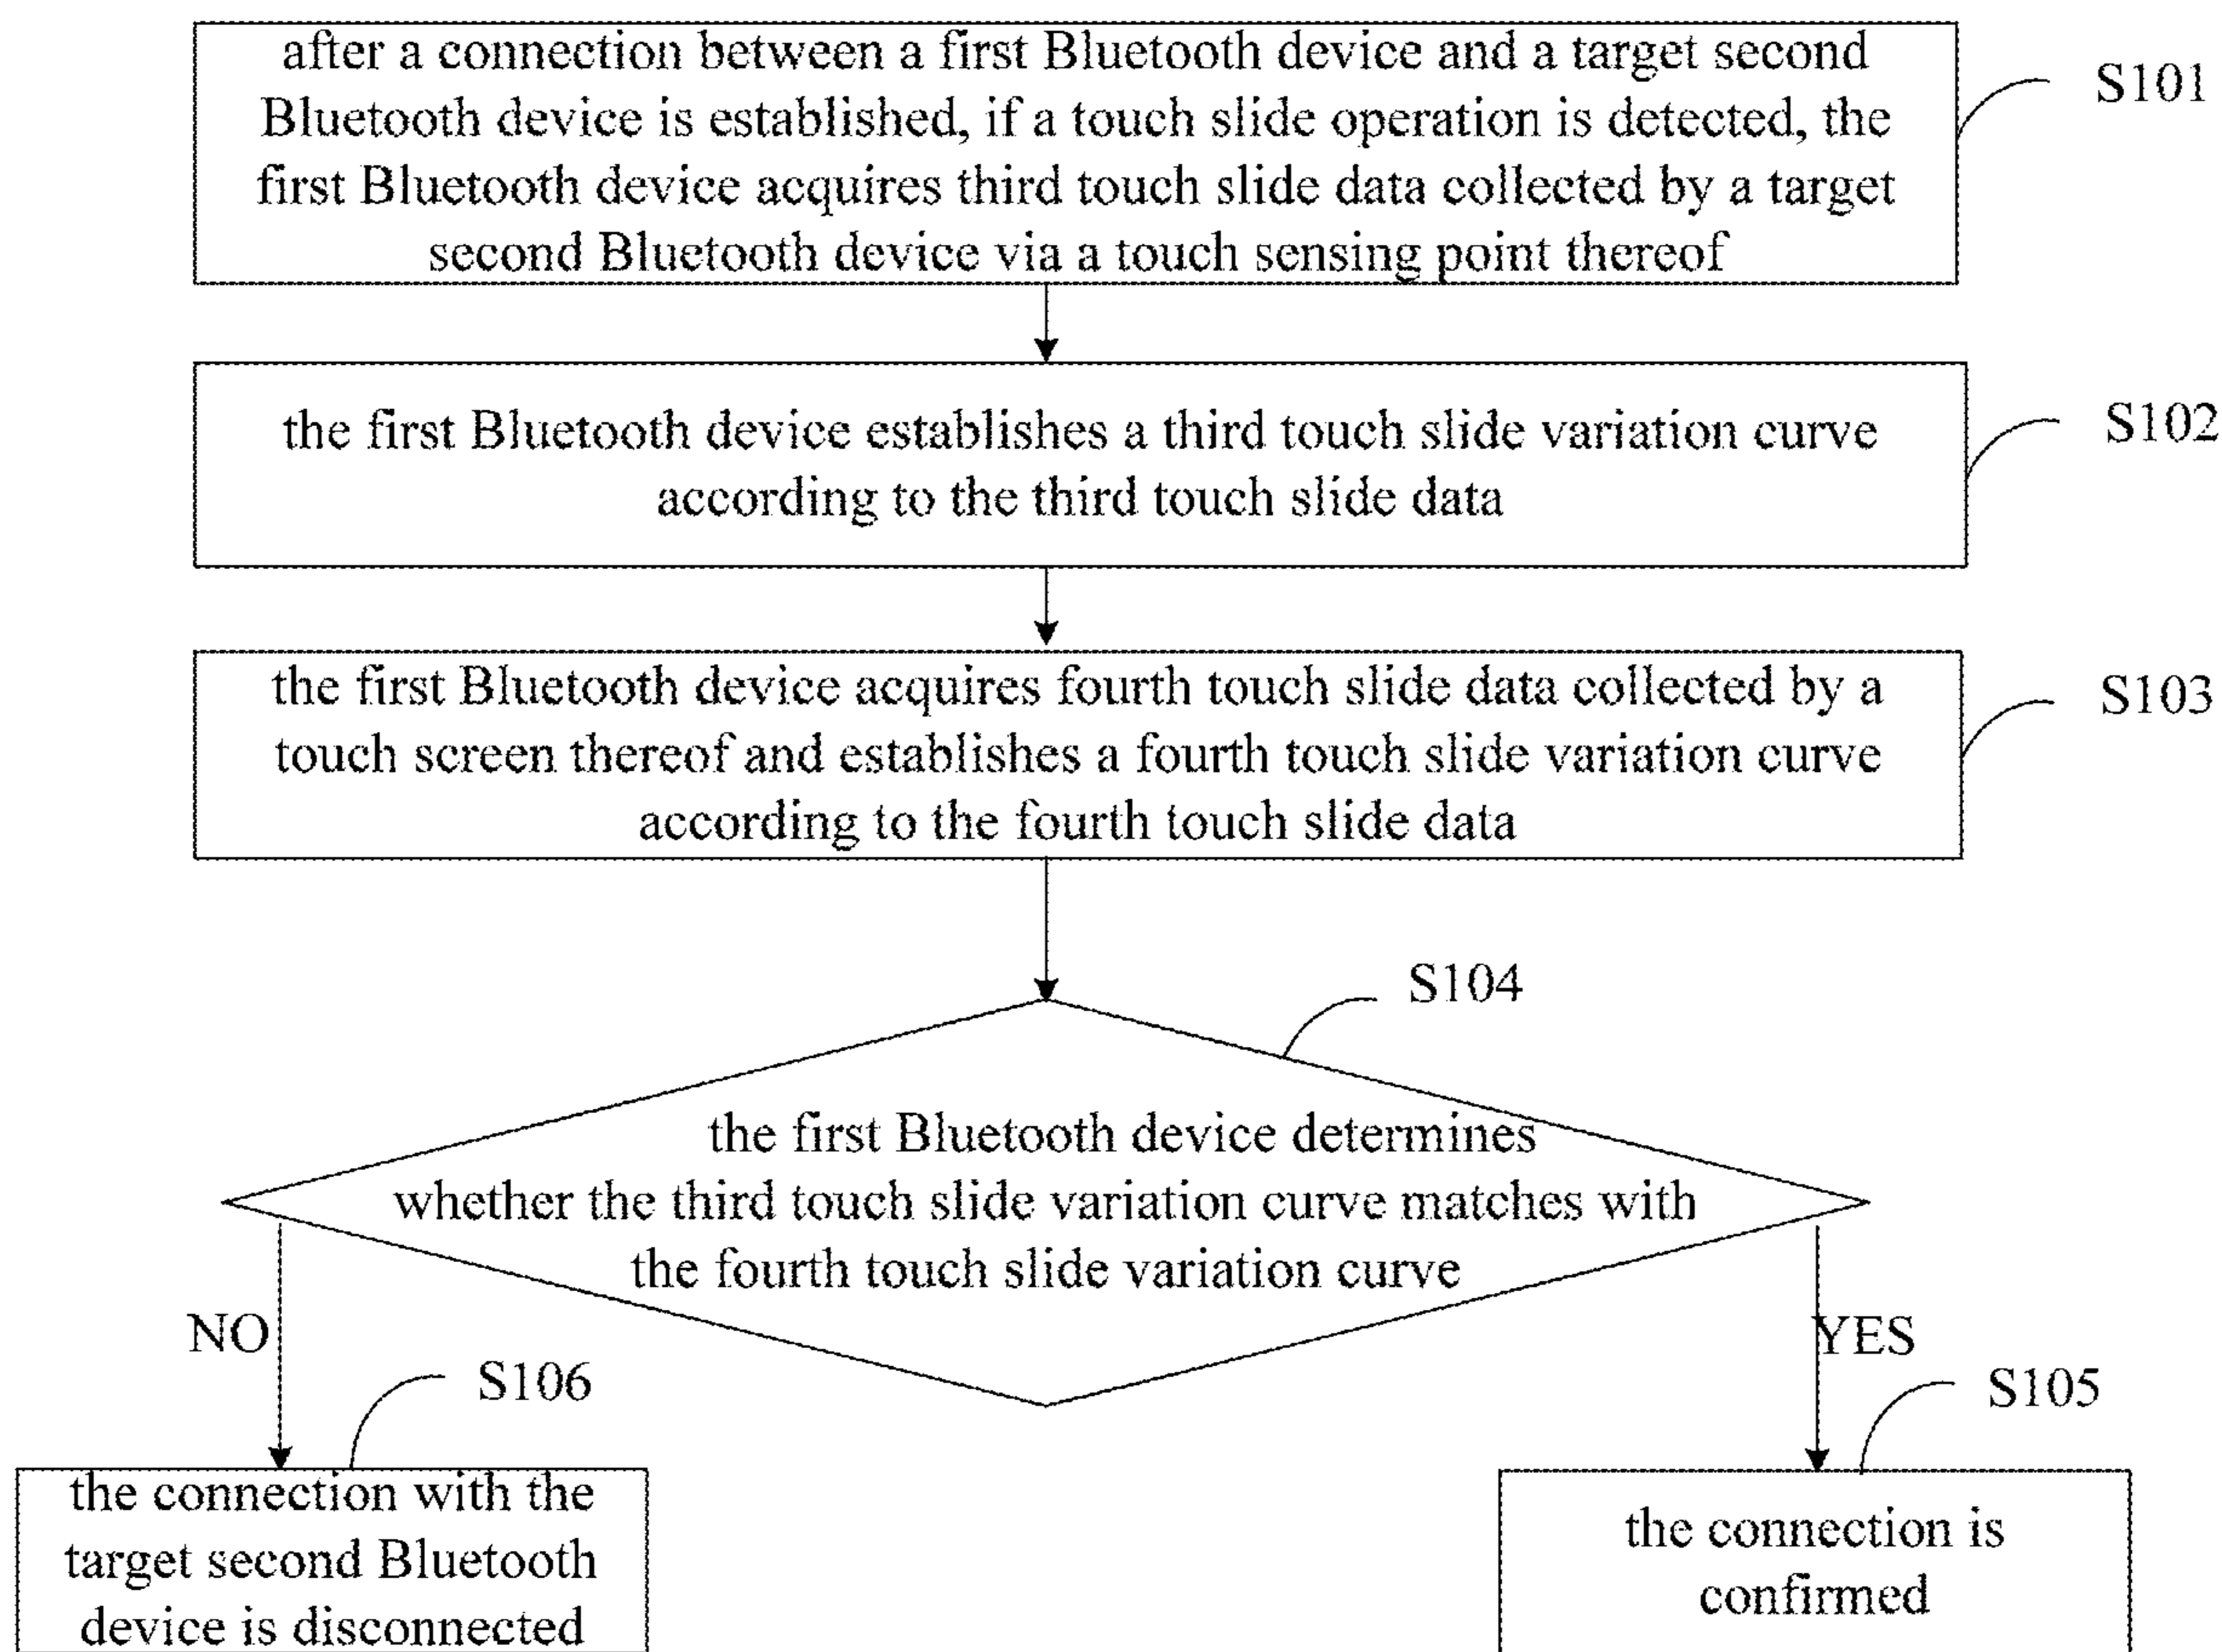 after a connection between a first Bluetooth device and a target second
Bluetooth device is established, if a touch slide operation is detected, the
first Bluetooth device acquires third touch slide data collected by a target
second Bluetooth device via a touch sensing point thereof
S101
the first Bluetooth device establishes a third touch slide variation curve
according to the third touch slide data
S102
the first Bluetooth device acquires fourth touch slide data collected by a
touch screen thereof and establishes a fourth touch slide variation curve
according to the fourth touch slide data
S103
S104
the first Bluetooth device determines
whether the third touch slide variation curve matches with
the fourth touch slide variation curve
NO
YES
S106
S105
the connection with the
target second Bluetooth
device is disconnected
the connection is
confirmed